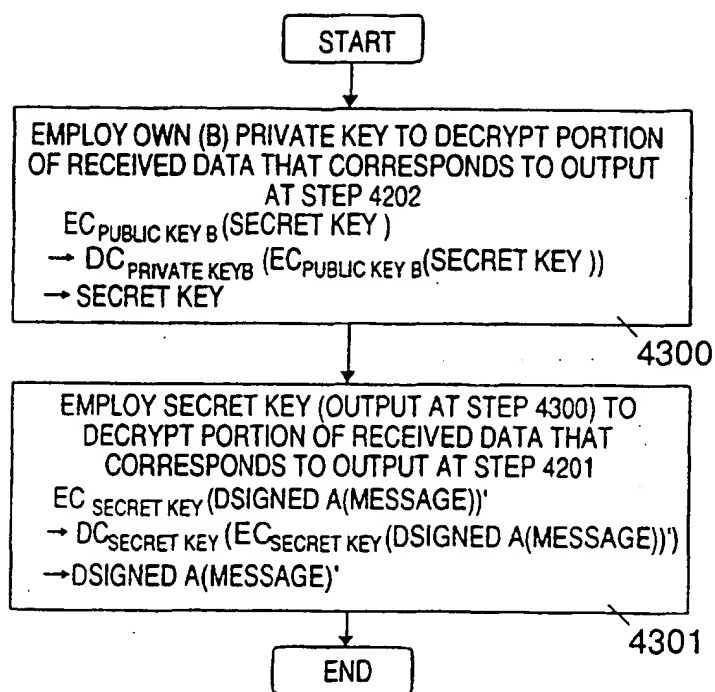 START
EMPLOY OWN (B) PRIVATE KEY TO DECRYPT PORTION
OF RECEIVED DATA THAT CORRESPONDS TO OUTPUT
AT STEP 4202
EC PUBLIC KEY B (SECRET KEY )
→ DC PRIVATE KEYB (EC PUBLIC KEY B(SECRET KEY ))
→ SECRET KEY
4300
EMPLOY SECRET KEY (OUTPUT AT STEP 4300) TO
DECRYPT PORTION OF RECEIVED DATA THAT
CORRESPONDS TO OUTPUT AT STEP 4201
EC SECRET KEY (DSIGNED A(MESSAGE))'
→ DC SECRET KEY (EC SECRET KEY (DSIGNED A(MESSAGE))')
→DSIGNED A(MESSAGE)'
4301
END